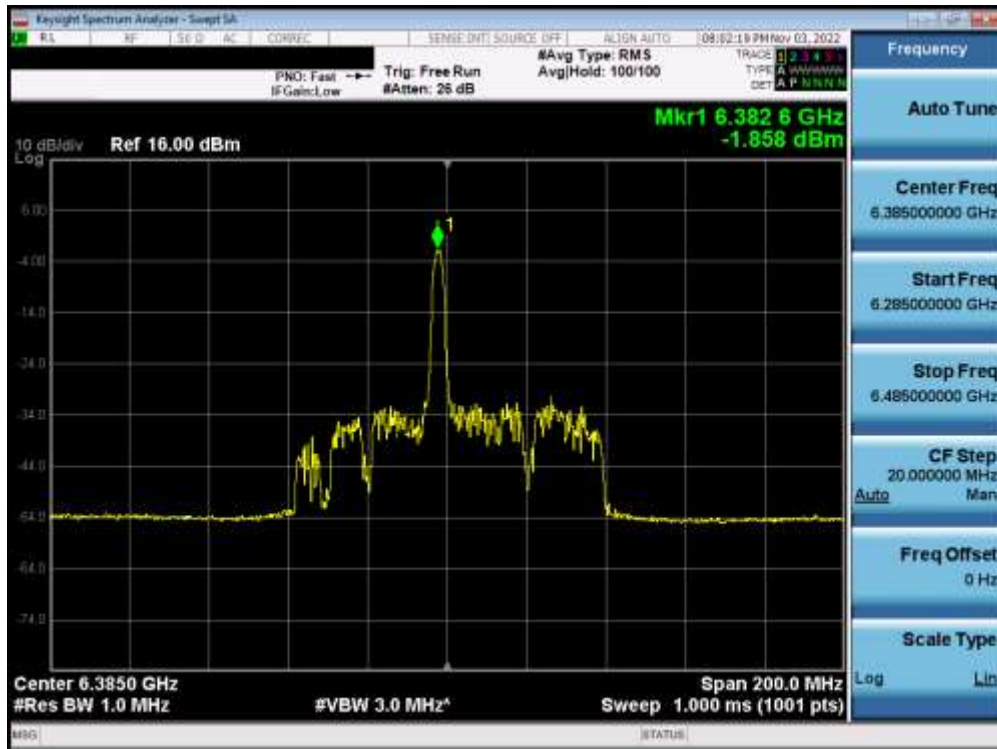 Keysight Spectrum Analyzer - Swept SA
RL RF 50 Ω AC CORREC SENSE:INT SOURCE OFF ALIGN AUTO 08:02:19 PM Nov 03, 2022
PNO: Fast
IFGain:Low
Trig: Free Run
#Atten: 26 dB
#Avg Type: RMS
Avg|Hold: 100/100
TRACE 1 2 3 4 5 6
TYPE A WWWWW
DET A P N N N N
Mkr1 6.382 6 GHz
-1.858 dBm
10 dB/div Ref 16.00 dBm
Log
6.00
-4.00
-14.0
-24.0
-34.0
-44.0
-54.0
-64.0
-74.0
1
Center 6.3850 GHz
Span 200.0 MHz
#Res BW 1.0 MHz
#VBW 3.0 MHz*
Sweep 1.000 ms (1001 pts)
MSG
STATUS
Frequency
Auto Tune
Center Freq
6.385000000 GHz
Start Freq
6.285000000 GHz
Stop Freq
6.485000000 GHz
CF Step
20.000000 MHz
Auto Man
Freq Offset
0 Hz
Scale Type
Log Lin